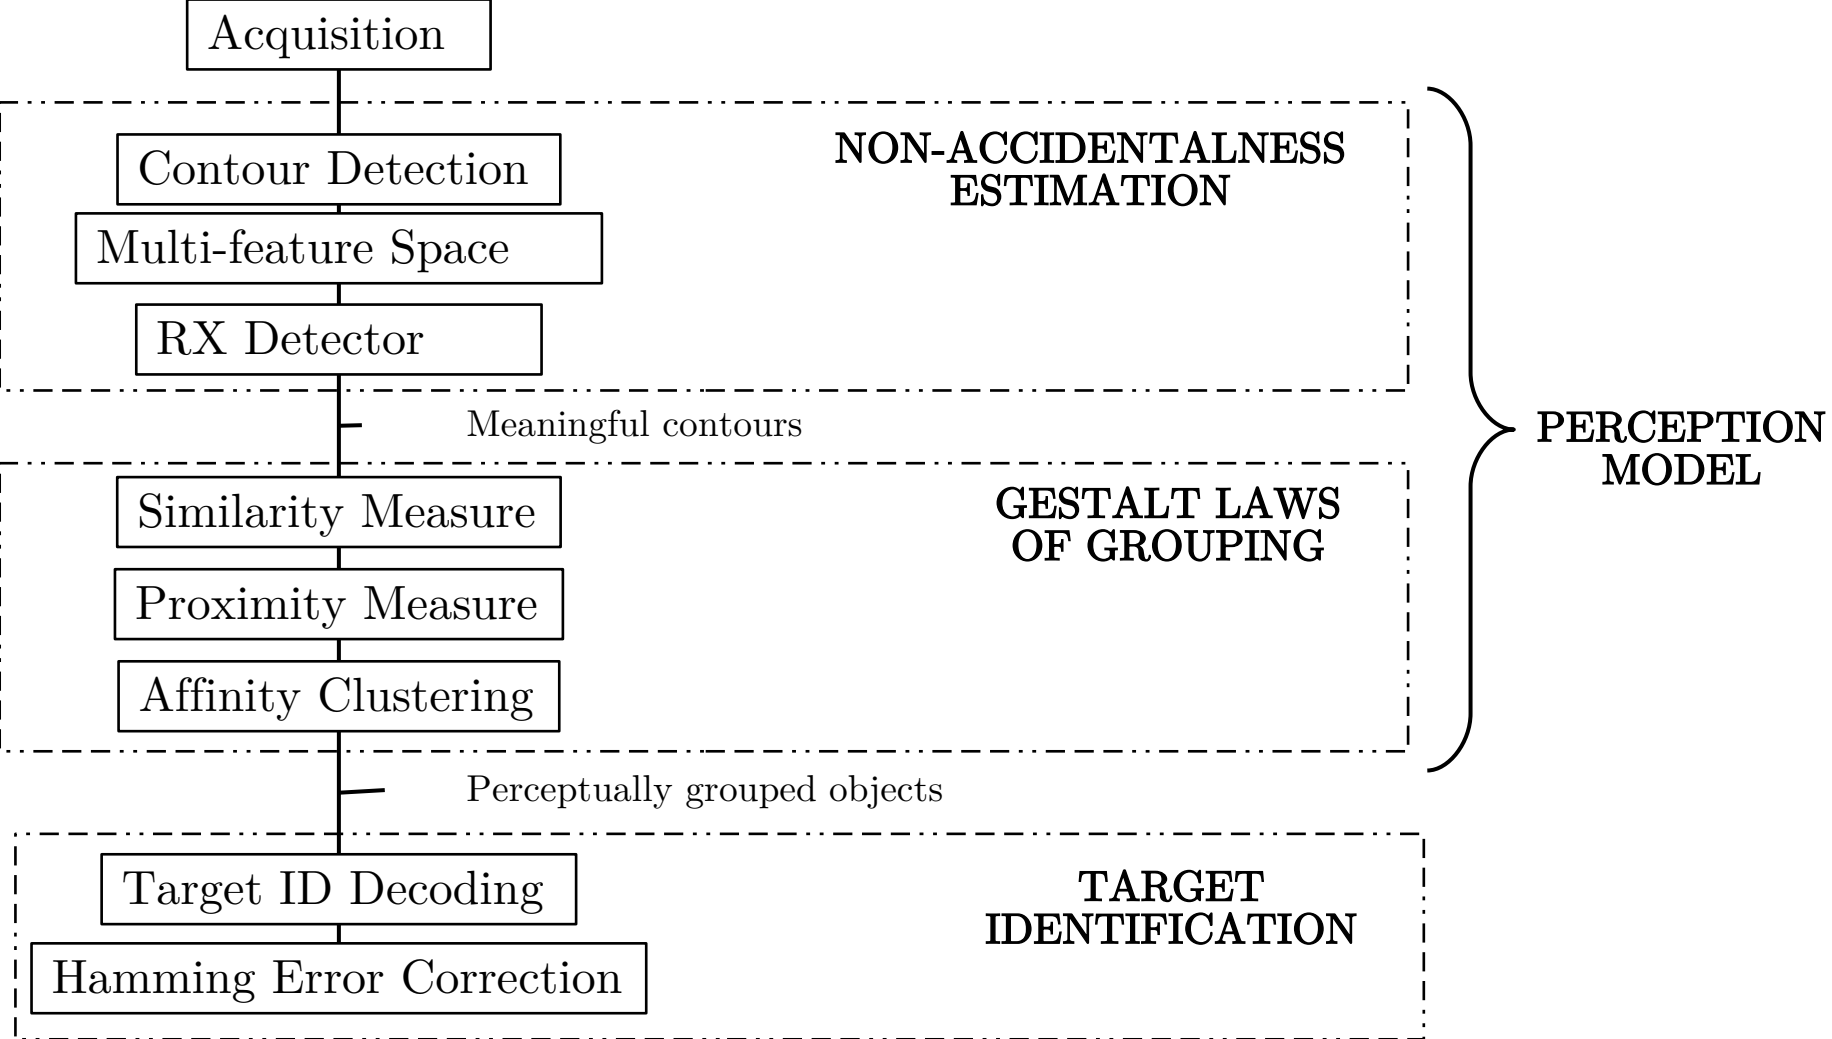 Acquisition
NON-ACCIDENTALNESS
ESTIMATION
Contour Detection
Multi-feature Space
RX Detector
Meaningful contours
PERCEPTION
MODEL
GESTALT LAWS
OF GROUPING
Similarity Measure
Proximity Measure
Affinity Clustering
Perceptually grouped objects
TARGET
IDENTIFICATION
Target ID Decoding
Hamming Error Correction